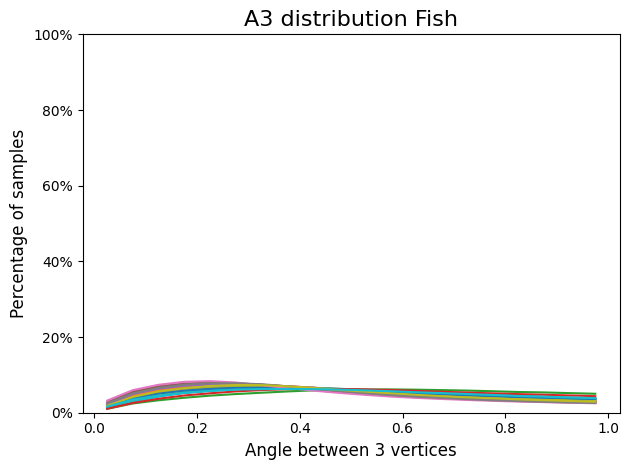 A3 distribution Fish
100%
80%
60%
40%
20%
0%
Percentage of samples
0.0 0.2 0.4 0.6 0.8 1.0
Angle between 3 vertices